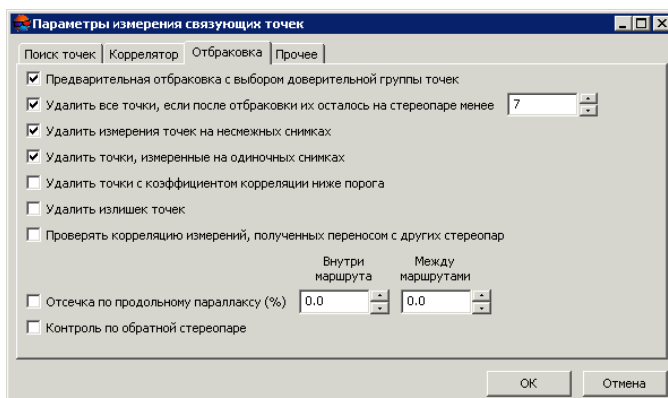 Параметры измерения связующих точек
Поиск точек Коррелятор Отбраковка Прочее
Предварительная отбраковка с выбором доверительной группы точек
Удалить все точки, если после отбраковки их осталось на стереопаре менее 7
Удалить измерения точек на несмежных снимках
Удалить точки, измеренные на одиночных снимках
Удалить точки с коэффициентом корреляции ниже порога
Удалить излишек точек
Проверять корреляцию измерений, полученных переносом с других стереопар
Внутри Между
маршрута маршрутами
Отсечка по продольному параллаксу (%) 0.0 0.0
Контроль по обратной стереопаре
OK Отмена